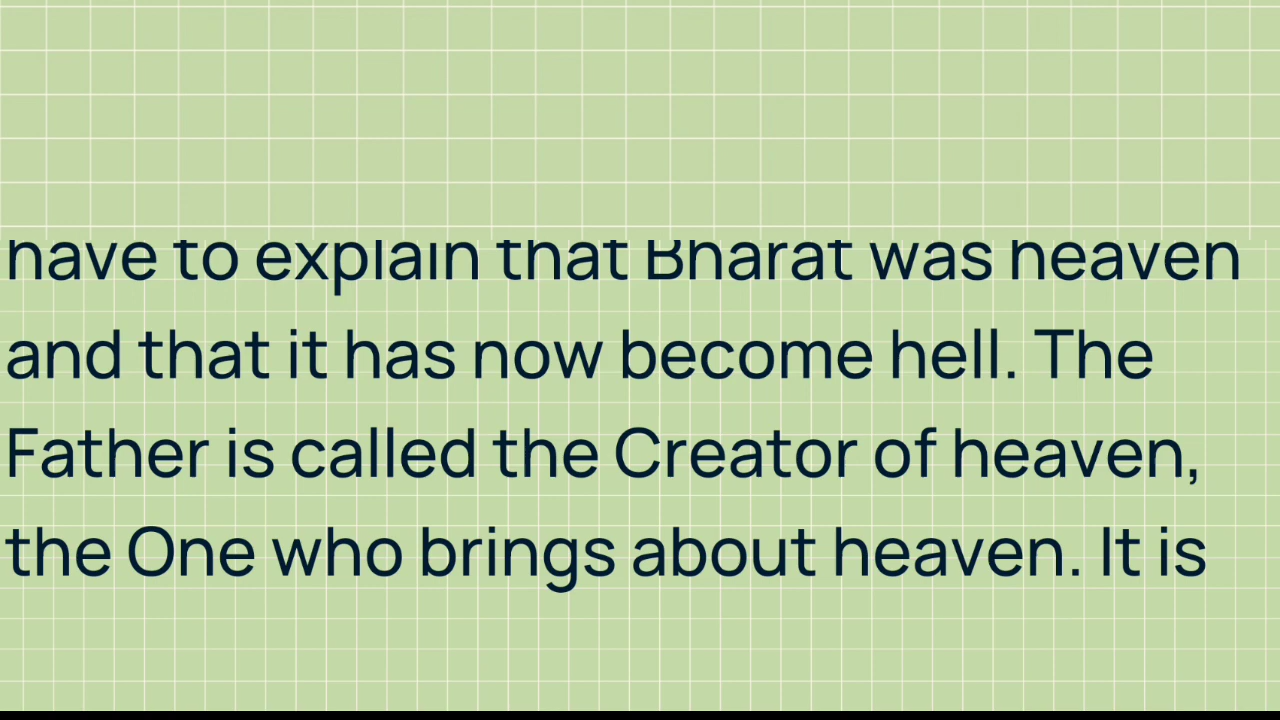 have to explain that Bharat was heaven
and that it has now become hell. The
Father is called the Creator of heaven,
the One who brings about heaven. It is